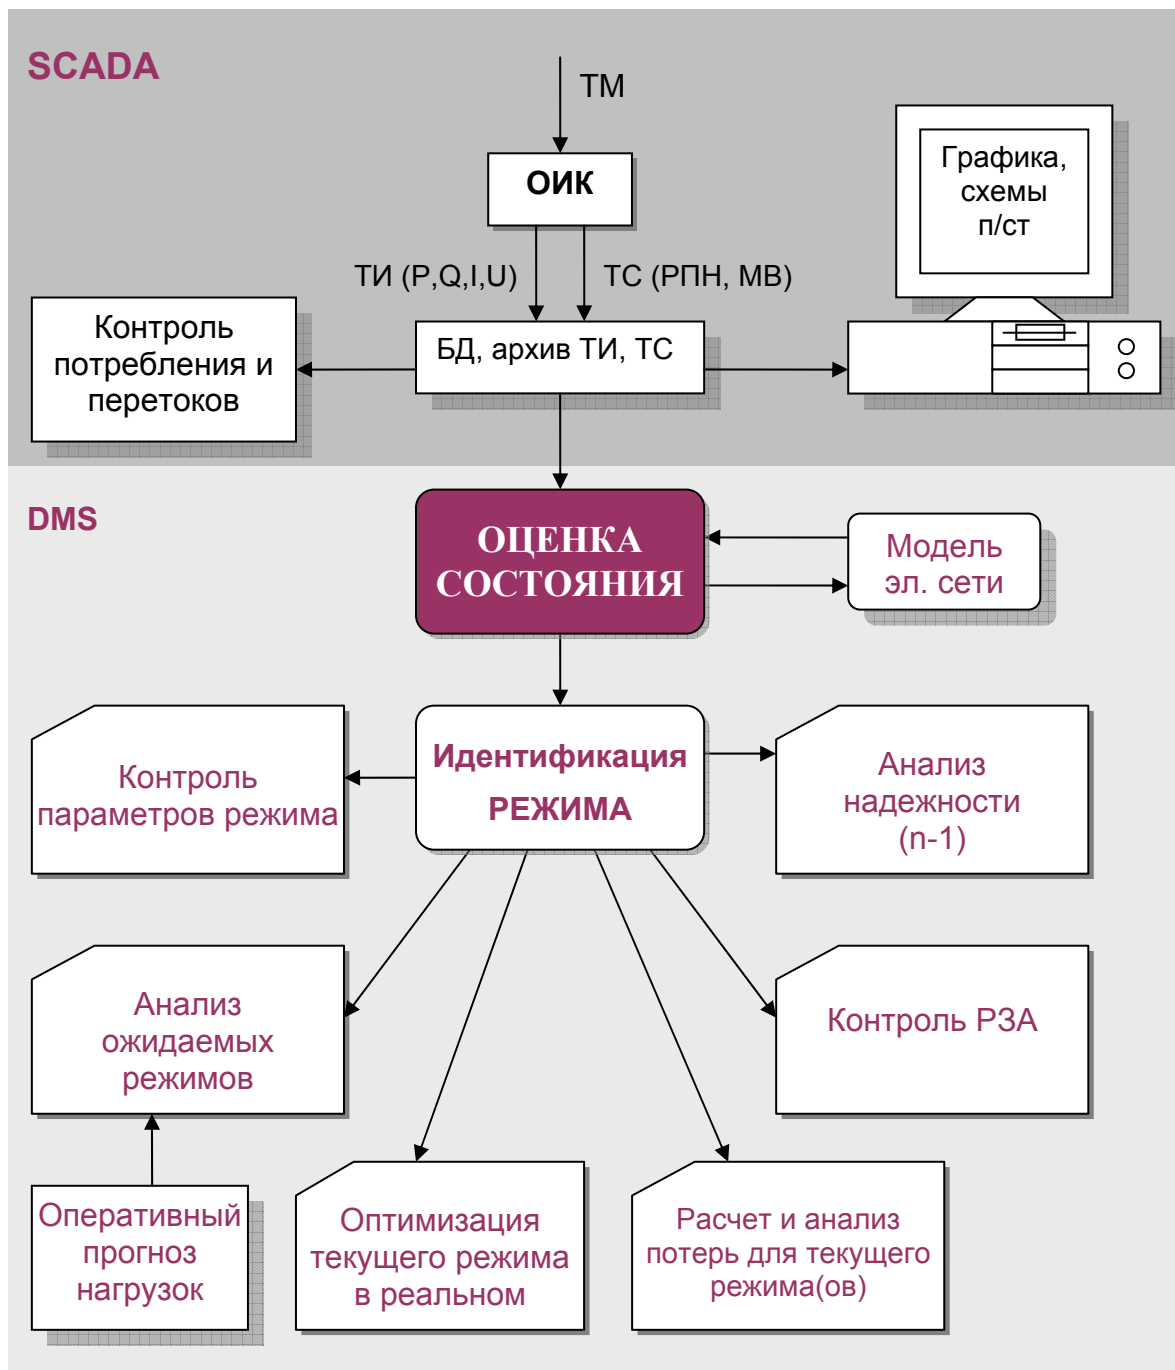 SCADA
ТМ
ОИК
Графика,
схемы
п/ст
ТИ (P,Q,I,U)
ТС (РПН, МВ)
Контроль
потребления и
перетоков
БД, архив ТИ, ТС
DMS
ОЦЕНКА
СОСТОЯНИЯ
Модель
эл. сети
Идентификация
РЕЖИМА
Контроль
параметров режима
Анализ
надежности
(n-1)
Анализ
ожидаемых
режимов
Контроль РЗА
Оперативный
прогноз
нагрузок
Оптимизация
текущего режима
в реальном
Расчет и анализ
потерь для текущего
режима(ов)